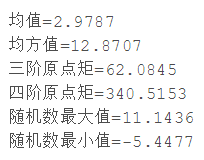 均值=2.9787
均方值=12.8707
三阶原点矩=62.0845
四阶原点矩=340.5153
随机数最大值=11.1436
随机数最小值=-5.4477